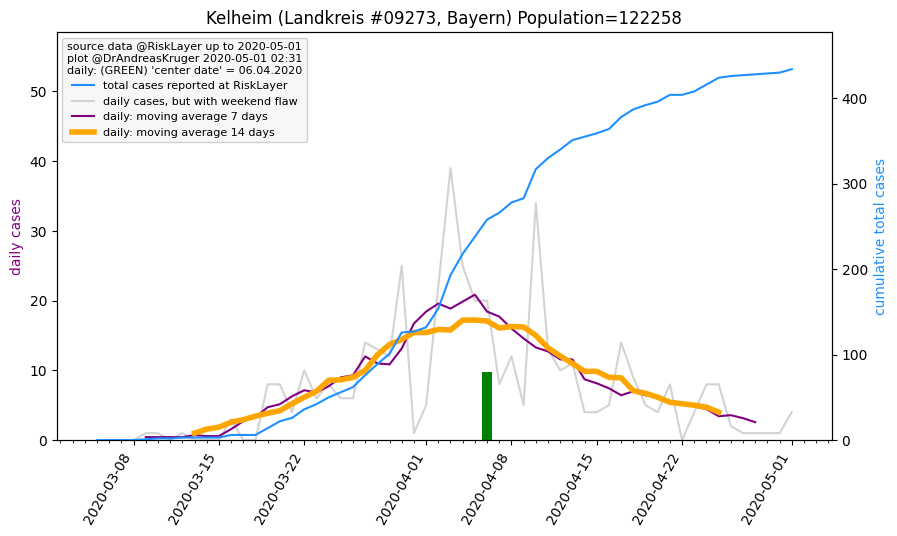 Kelheim (Landkreis #09273, Bayern) Population=122258
source data @RiskLayer up to 2020-05-01
plot @DrAndreasKruger 2020-05-01 02:31
daily: (GREEN) 'center date' = 06.04.2020
total cases reported at RiskLayer
daily cases, but with weekend flaw
daily: moving average 7 days
daily: moving average 14 days
daily cases
50
40
30
20
10
0
cumulative total cases
400
300
200
100
0
2020-03-08
2020-03-15
2020-03-22
2020-04-01
2020-04-08
2020-04-15
2020-04-22
2020-05-01